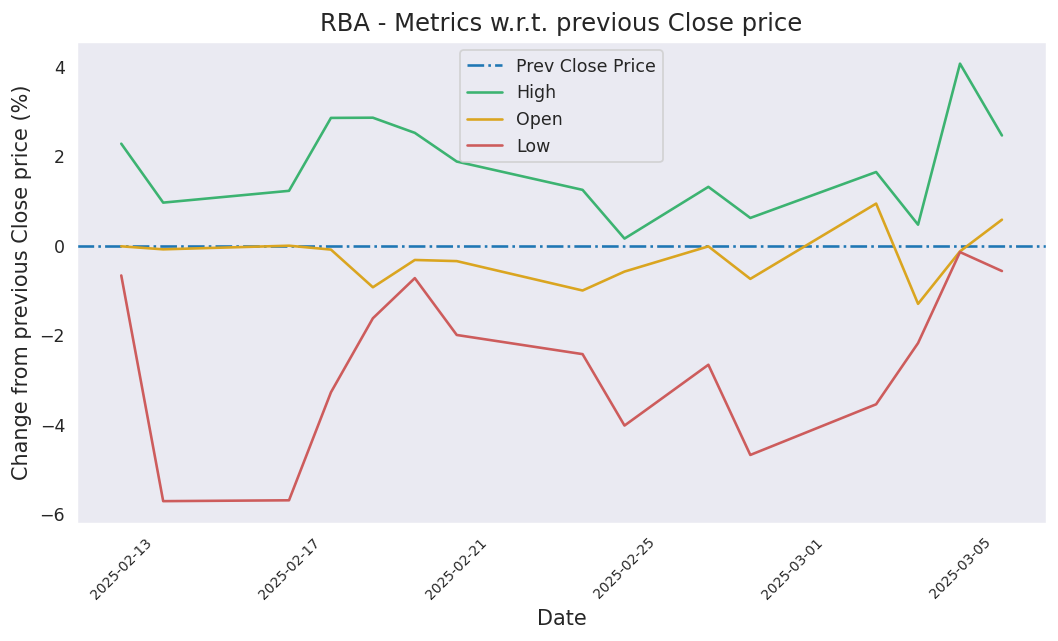 RBA - Metrics w.r.t. previous Close price
Change from previous Close price (%)
4
2
0
−2
−4
−6
Prev Close Price
High
Open
Low
2025-02-13
2025-02-17
2025-02-21
2025-02-25
2025-03-01
2025-03-05
Date